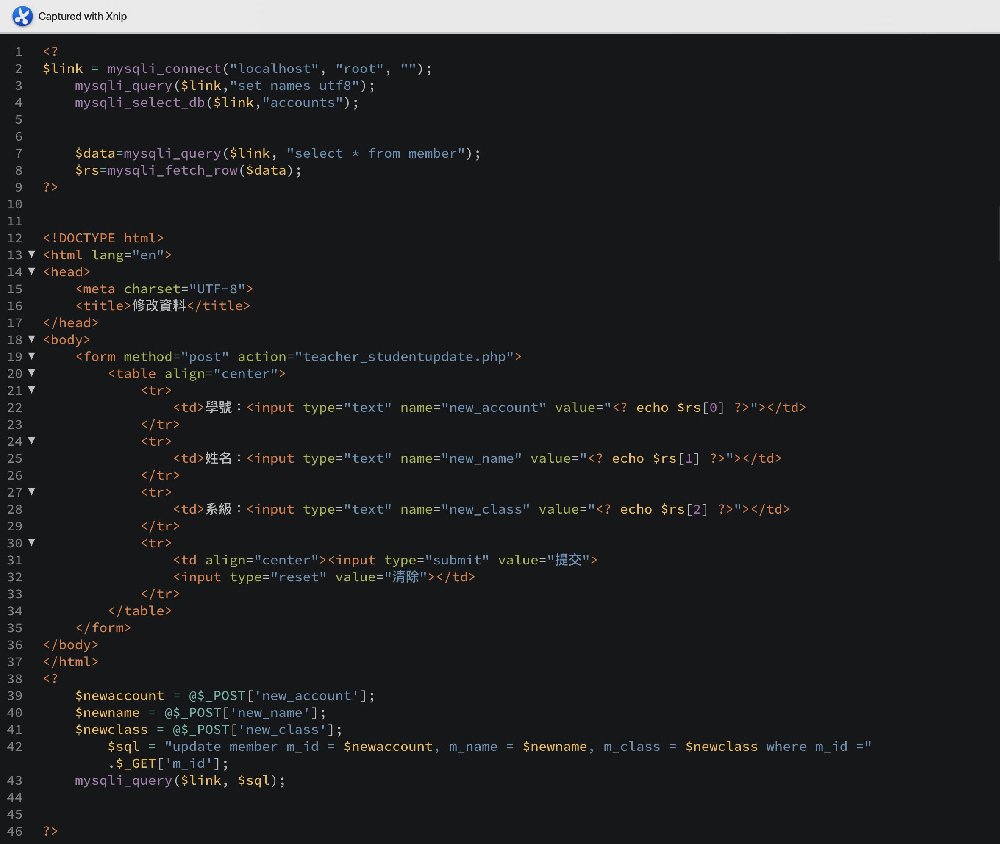 Captured with Xnip
1 <?
2 $link = mysqli_connect("localhost", "root", "");
3 mysqli_query($link,"set names utf8");
4 mysqli_select_db($link,"accounts");
5
6
7 $data=mysqli_query($link, "select * from member");
8 $rs=mysqli_fetch_row($data);
9 ?>
10
11
12 <!DOCTYPE html>
13 ▼ <html lang="en">
14 ▼ <head>
15 <meta charset="UTF-8">
16 <title>修改資料</title>
17 </head>
18 ▼ <body>
19 ▼ <form method="post" action="teacher_studentupdate.php">
20 ▼ <table align="center">
21 ▼ <tr>
22 <td>學號：<input type="text" name="new_account" value="<? echo $rs[0] ?>"></td>
23 </tr>
24 ▼ <tr>
25 <td>姓名：<input type="text" name="new_name" value="<? echo $rs[1] ?>"></td>
26 </tr>
27 ▼ <tr>
28 <td>系級：<input type="text" name="new_class" value="<? echo $rs[2] ?>"></td>
29 </tr>
30 ▼ <tr>
31 <td align="center"><input type="submit" value="提交">
32 <input type="reset" value="清除"></td>
33 </tr>
34 </table>
35 </form>
36 </body>
37 </html>
38 <?
39 $newaccount = @$_POST['new_account'];
40 $newname = @$_POST['new_name'];
41 $newclass = @$_POST['new_class'];
42 $sql = "update member m_id = $newaccount, m_name = $newname, m_class = $newclass where m_id ="
.$_GET['m_id'];
43 mysqli_query($link, $sql);
44
45
46 ?>